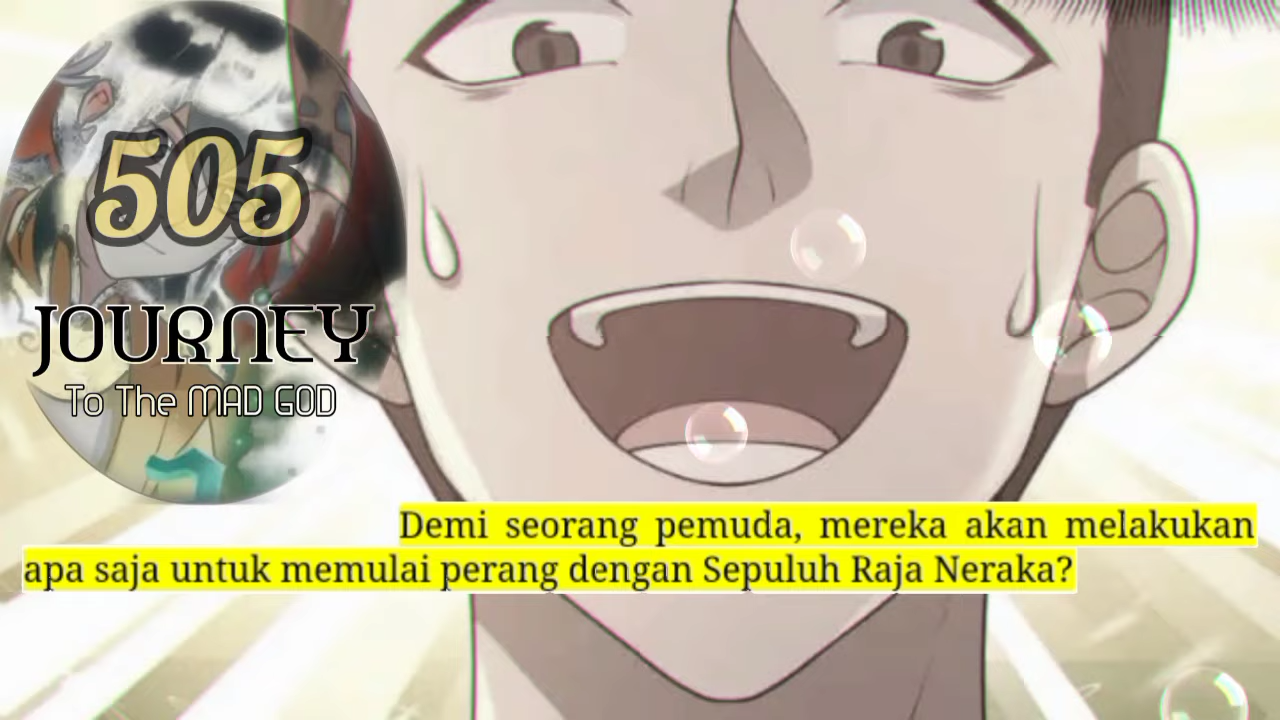 505
JOURNEY
To The MAD GOD
Demi seorang pemuda, mereka akan melakukan
apa saja untuk memulai perang dengan Sepuluh Raja Neraka?